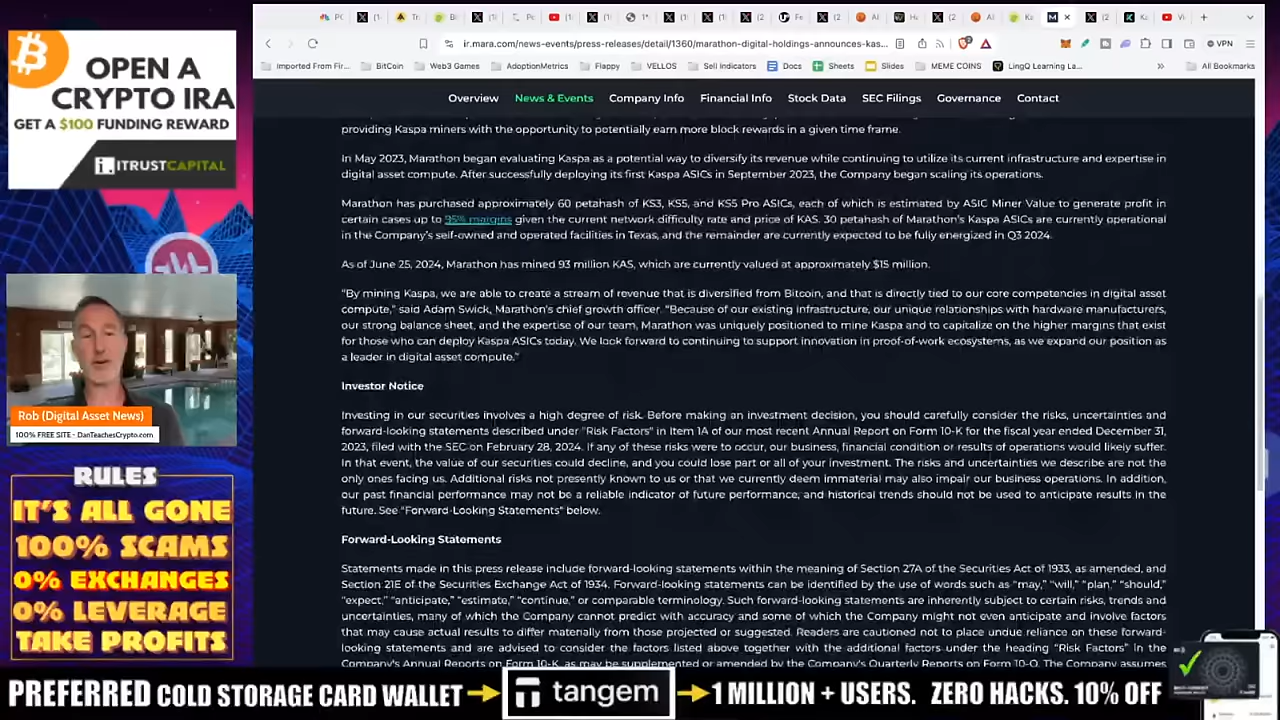 OPEN A
CRYPTO IRA
GET A $100 FUNDING REWARD
ITRUSTCAPITAL
ir.mara.com/news-events/press-releases/detail/1360/marathon-digital-holdings-announces-kas...
VPN
Imported From Fir...
BitCoin
Web3 Games
AdoptionMetrics
Flappy
VELLOS
Sell Indicators
Docs
Sheets
Slides
MEME COINS
LingQ Learning La...
All Bookmarks
Overview
News & Events
Company Info
Financial Info
Stock Data
SEC Filings
Governance
Contact
providing Kaspa miners with the opportunity to potentially earn more block rewards in a given time frame.
In May 2023, Marathon began evaluating Kaspa as a potential way to diversify its revenue while continuing to utilize its current infrastructure and expertise in
digital asset compute. After successfully deploying its first Kaspa ASICs in September 2023, the Company began scaling its operations.
Marathon has purchased approximately 60 petahash of KS3, KS5, and KS5 Pro ASICs, each of which is estimated by ASIC Miner Value to generate profit in
certain cases up to 95% margins given the current network difficulty rate and price of KAS. 30 petahash of Marathon's Kaspa ASICs are currently operational
in the Company's self-owned and operated facilities in Texas, and the remainder are currently expected to be fully energized in Q3 2024.
As of June 25, 2024, Marathon has mined 93 million KAS, which are currently valued at approximately $15 million.
"By mining Kaspa, we are able to create a stream of revenue that is diversified from Bitcoin, and that is directly tied to our core competencies in digital asset
compute," said Adam Swick, Marathon's chief growth officer. "Because of our existing infrastructure, our unique relationships with hardware manufacturers,
our strong balance sheet, and the expertise of our team, Marathon was uniquely positioned to mine Kaspa and to capitalize on the higher margins that exist
for those who can deploy Kaspa ASICs today. We look forward to continuing to support innovation in proof-of-work ecosystems, as we expand our position as
a leader in digital asset compute."
Investor Notice
Investing in our securities involves a high degree of risk. Before making an investment decision, you should carefully consider the risks, uncertainties and
forward-looking statements described under "Risk Factors" in Item 1A of our most recent Annual Report on Form 10-K for the fiscal year ended December 31,
2023, filed with the SEC on February 28, 2024. If any of these risks were to occur, our business, financial condition or results of operations would likely suffer.
In that event, the value of our securities could decline, and you could lose part or all of your investment. The risks and uncertainties we describe are not the
only ones facing us. Additional risks not presently known to us or that we currently deem immaterial may also impair our business operations. In addition,
our past financial performance may not be a reliable indicator of future performance, and historical trends should not be used to anticipate results in the
future. See "Forward-Looking Statements" below.
Forward-Looking Statements
Statements made in this press release include forward-looking statements within the meaning of Section 27A of the Securities Act of 1933, as amended, and
Section 21E of the Securities Exchange Act of 1934. Forward-looking statements can be identified by the use of words such as "may," "will," "plan," "should,"
"expect," "anticipate," "estimate," "continue," or comparable terminology. Such forward-looking statements are inherently subject to certain risks, trends and
uncertainties, many of which the Company cannot predict with accuracy and some of which the Company might not even anticipate and involve factors
that may cause actual results to differ materially from those projected or suggested. Readers are cautioned not to place undue reliance on these forward-
looking statements and are advised to consider the factors listed above together with the additional factors under the heading "Risk Factors" in the
Company's Annual Reports on Form 10-K, as may be supplemented or amended by the Company's Quarterly Reports on Form 10-Q. The Company assumes
Rob (Digital Asset News)
100% FREE SITE - DanTeachesCrypto.com
RULES
IT'S ALL GONE
100% SCAMS
0% EXCHANGES
0% LEVERAGE
TAKE PROFITS
PREFERRED COLD STORAGE CARD WALLET
tangem
1 MILLION + USERS. ZERO HACKS. 10% OFF